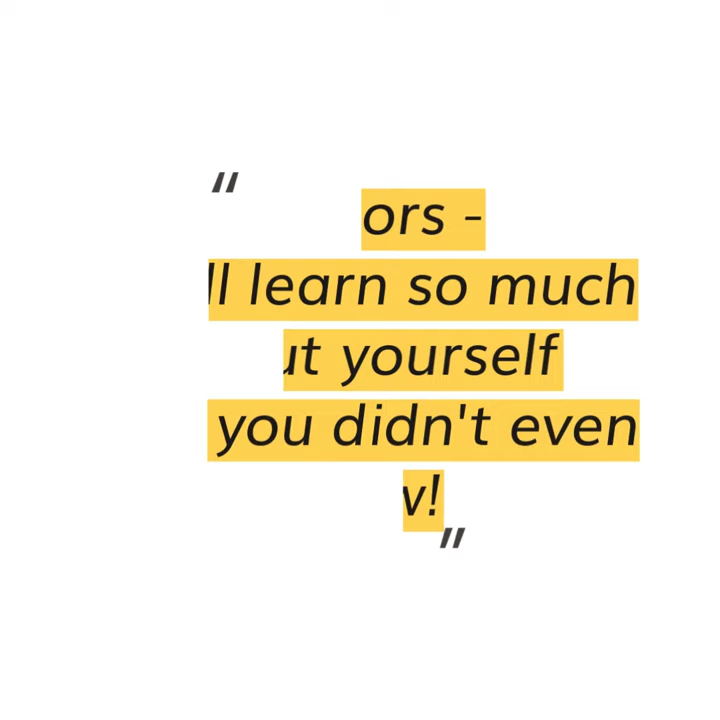 “
ors -
ll learn so much
ut yourself
you didn't even
w!
”